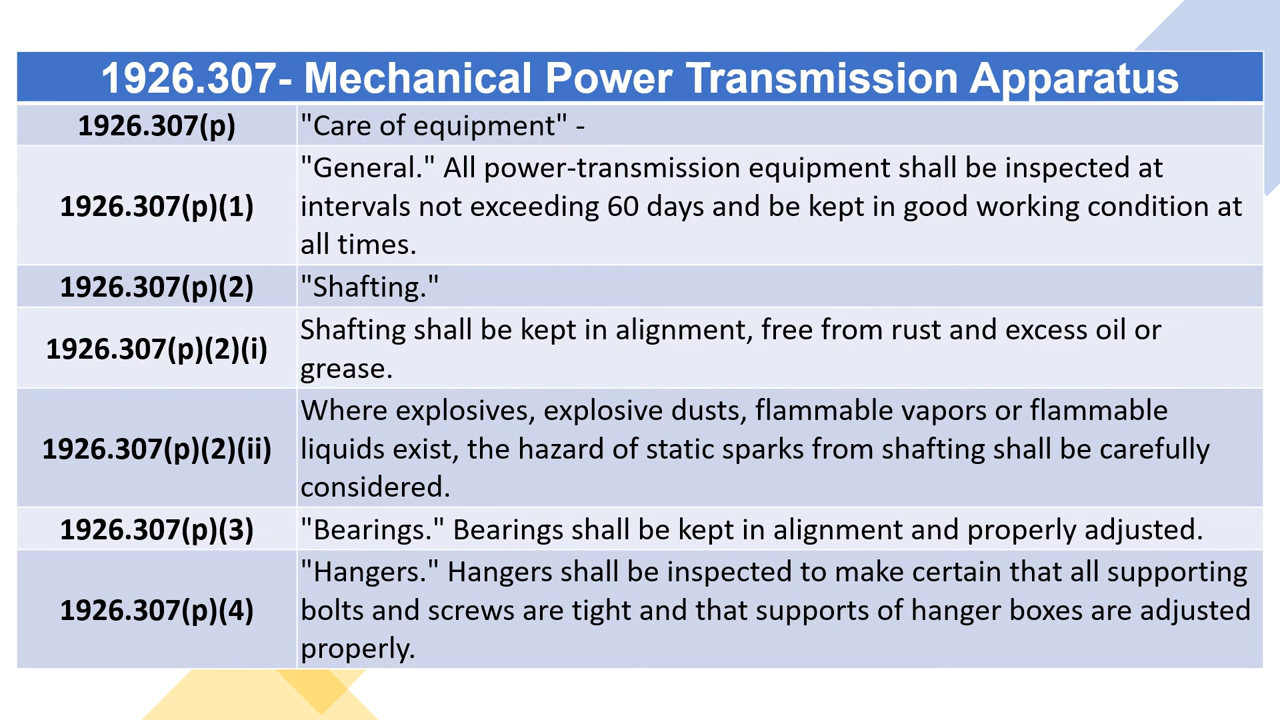 1926.307- Mechanical Power Transmission Apparatus
1926.307(p)
"Care of equipment" -
1926.307(p)(1)
"General." All power-transmission equipment shall be inspected at
intervals not exceeding 60 days and be kept in good working condition at
all times.
1926.307(p)(2)
"Shafting."
1926.307(p)(2)(i)
Shafting shall be kept in alignment, free from rust and excess oil or
grease.
1926.307(p)(2)(ii)
Where explosives, explosive dusts, flammable vapors or flammable
liquids exist, the hazard of static sparks from shafting shall be carefully
considered.
1926.307(p)(3)
"Bearings." Bearings shall be kept in alignment and properly adjusted.
1926.307(p)(4)
"Hangers." Hangers shall be inspected to make certain that all supporting
bolts and screws are tight and that supports of hanger boxes are adjusted
properly.